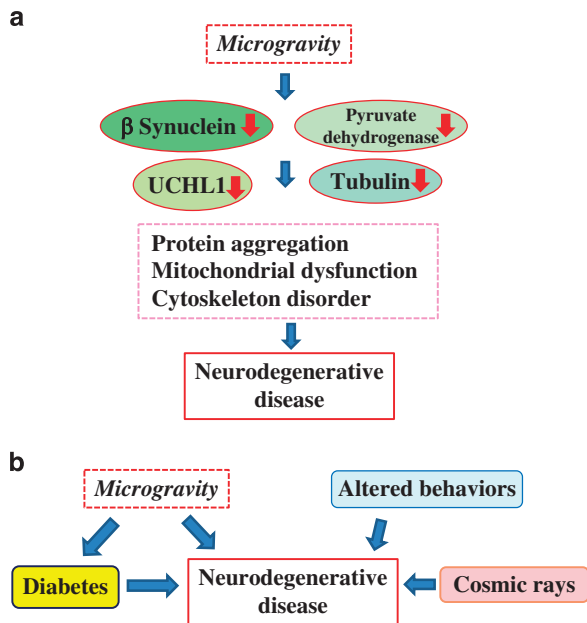 a
Microgravity
β Synuclein
Pyruvate
dehydrogenase
UCHL1
Tubulin
Protein aggregation
Mitochondrial dysfunction
Cytoskeleton disorder
Neurodegenerative
disease
b
Microgravity
Altered behaviors
Diabetes
Neurodegenerative
disease
Cosmic rays